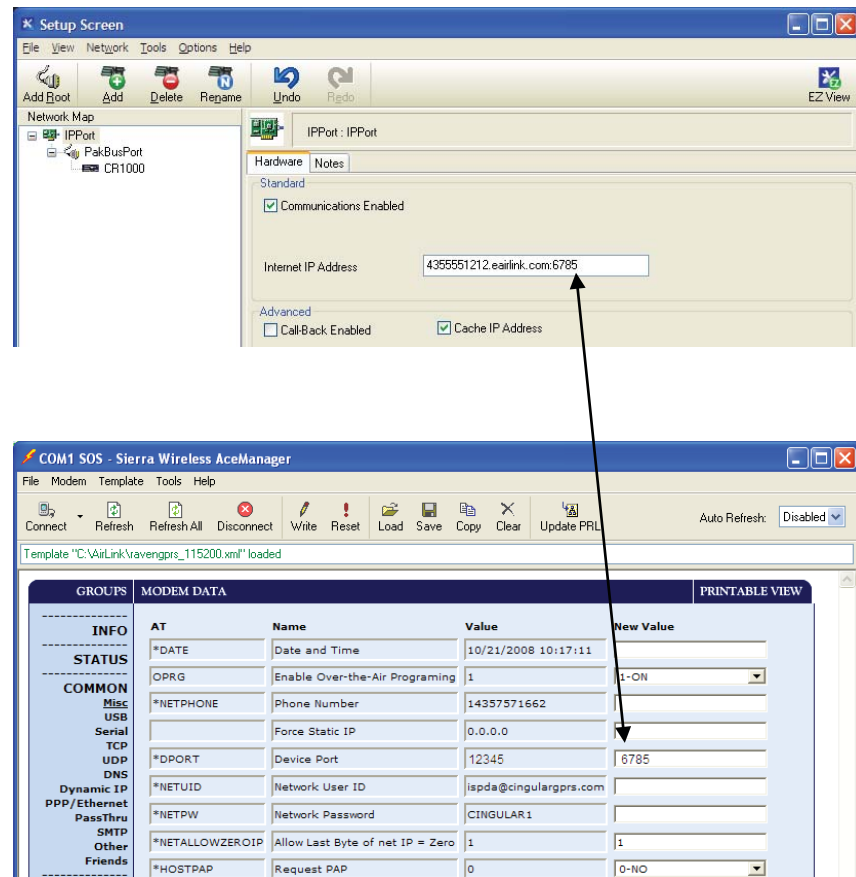 Setup Screen
File View Network Tools Options Help
Add Root Add Delete Rename Undo Redo EZ View
Network Map
IPPort
PakBusPort
CR1000
IPPort : IPPort
Hardware Notes
Standard
Communications Enabled
Internet IP Address 4355551212.eairlink.com:6785
Advanced
Call-Back Enabled Cache IP Address
COM1 SOS - Sierra Wireless AceManager
File Modem Template Tools Help
Connect Refresh Refresh All Disconnect Write Reset Load Save Copy Clear Update PRL Auto Refresh: Disabled
Template "C:\AirLink\ravengprs_115200.xml" loaded
GROUPS MODEM DATA PRINTABLE VIEW
INFO
STATUS
COMMON
Misc
USB
Serial
TCP
UDP
DNS
Dynamic IP
PPP/Ethernet
PassThru
SMTP
Other
Friends
AT Name Value New Value
*DATE Date and Time 10/21/2008 10:17:11
OPRG Enable Over-the-Air Programing 1 1-ON
*NETPHONE Phone Number 14357571662
Force Static IP 0.0.0.0
*DPORT Device Port 12345 6785
*NETUID Network User ID ispda@cingulargprs.com
*NETPW Network Password CINGULAR1
*NETALLOWZEROIP Allow Last Byte of net IP = Zero 1 1
*HOSTPAP Request PAP 0 0-NO